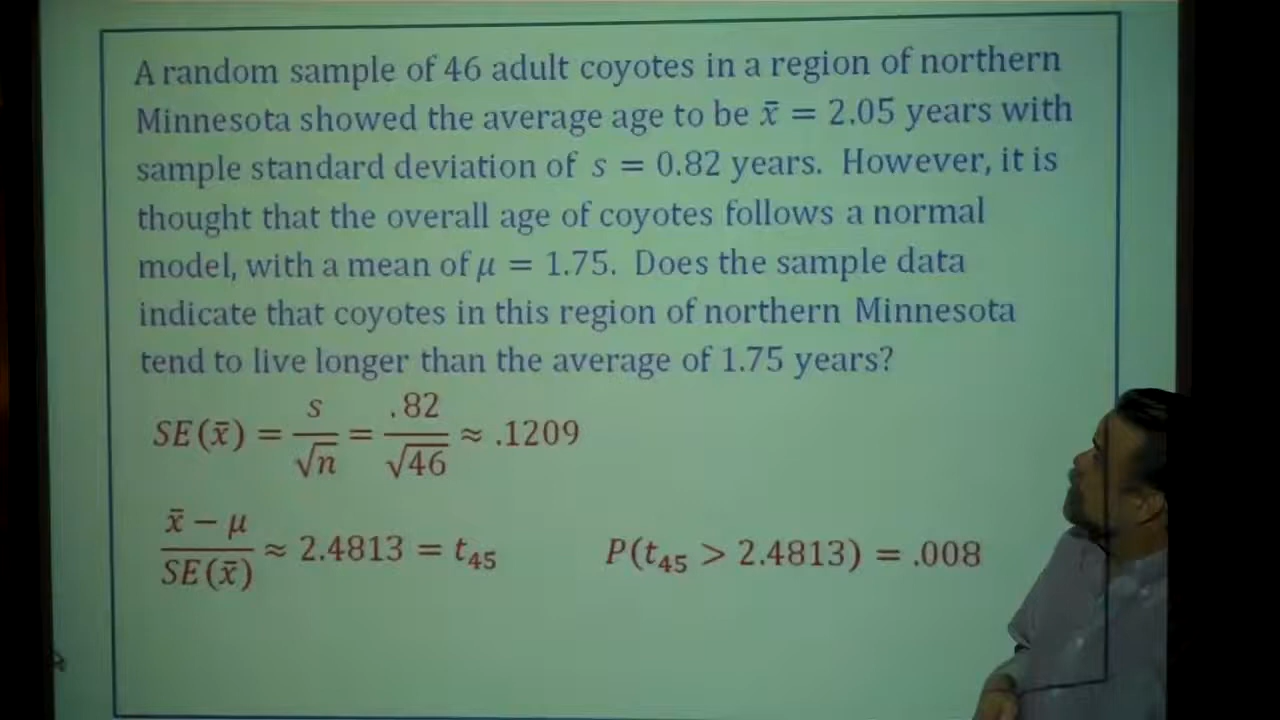 A random sample of 46 adult coyotes in a region of northern
Minnesota showed the average age to be x̄ = 2.05 years with
sample standard deviation of s = 0.82 years. However, it is
thought that the overall age of coyotes follows a normal
model, with a mean of μ = 1.75. Does the sample data
indicate that coyotes in this region of northern Minnesota
tend to live longer than the average of 1.75 years?
SE(x̄) = s/√n = .82/√46 ≈ .1209
(x̄ − μ)/SE(x̄) ≈ 2.4813 = t₄₅ P(t₄₅ > 2.4813) = .008